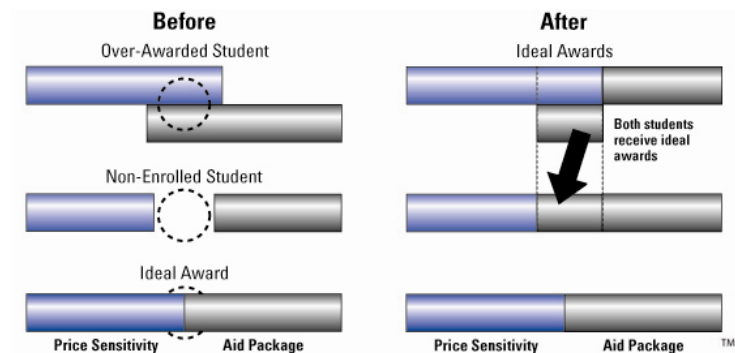 Before
Over-Awarded Student
Non-Enrolled Student
Ideal Award
Price Sensitivity Aid Package
After
Ideal Awards
Both students
receive ideal
awards
Price Sensitivity Aid Package
TM